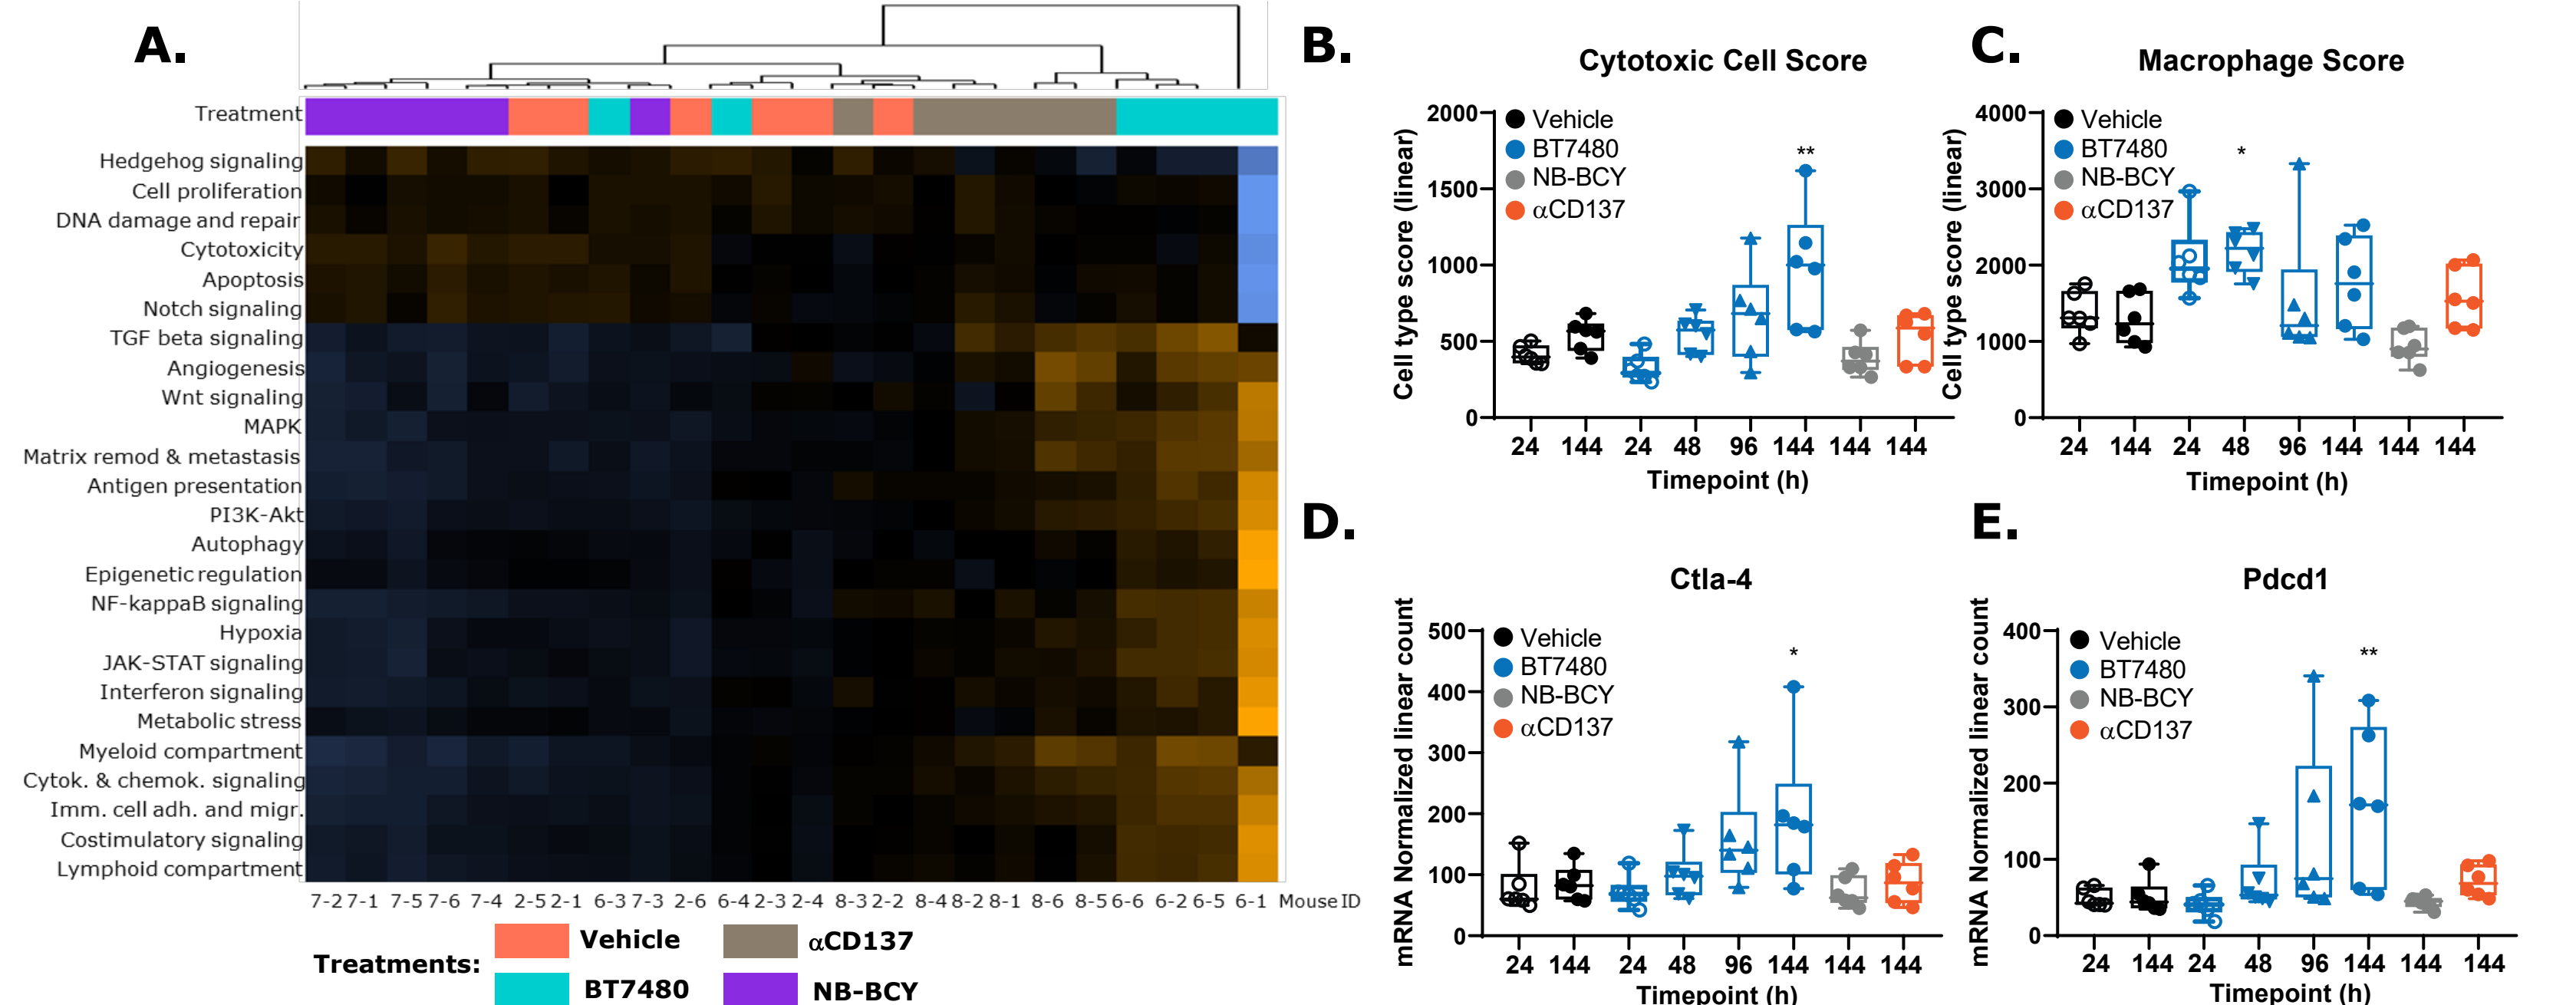 A.
Treatment
Hedgehog signaling
Cell proliferation
DNA damage and repair
Cytotoxicity
Apoptosis
Notch signaling
TGF beta signaling
Angiogenesis
Wnt signaling
MAPK
Matrix remod & metastasis
Antigen presentation
PI3K-Akt
Autophagy
Epigenetic regulation
NF-kappaB signaling
Hypoxia
JAK-STAT signaling
Interferon signaling
Metabolic stress
Myeloid compartment
Cytok. & chemok. signaling
Imm. cell adh. and migr.
Costimulatory signaling
Lymphoid compartment
7-2 7-1 7-5 7-6 7-4 2-5 2-1 6-3 7-3 2-6 6-4 2-3 2-4 8-3 2-2 8-4 8-2 8-1 8-6 8-5 6-6 6-2 6-5 6-1 Mouse ID
Treatments:
Vehicle
αCD137
BT7480
NB-BCY
B.
Cytotoxic Cell Score
Cell type score (linear)
2000
1500
1000
500
0
Vehicle
BT7480
NB-BCY
αCD137
**
24 144 24 48 96 144 144 144
Timepoint (h)
C.
Macrophage Score
Cell type score (linear)
4000
3000
2000
1000
0
Vehicle
BT7480
NB-BCY
αCD137
*
24 144 24 48 96 144 144 144
Timepoint (h)
D.
Ctla-4
mRNA Normalized linear count
500
400
300
200
100
0
Vehicle
BT7480
NB-BCY
αCD137
*
24 144 24 48 96 144 144 144
Timepoint (h)
E.
Pdcd1
mRNA Normalized linear count
400
300
200
100
0
Vehicle
BT7480
NB-BCY
αCD137
**
24 144 24 48 96 144 144 144
Timepoint (h)